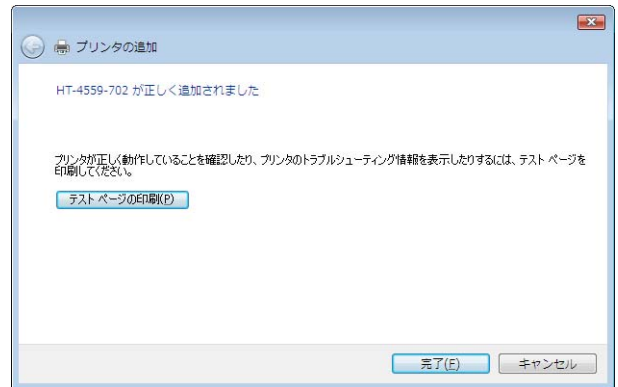 プリンタの追加
HT-4559-702 が正しく追加されました
プリンタが正しく動作していることを確認したり、プリンタのトラブルシューティング情報を表示したりするには、テスト ページを
印刷してください。
テスト ページの印刷(P)
完了(F)
キャンセル